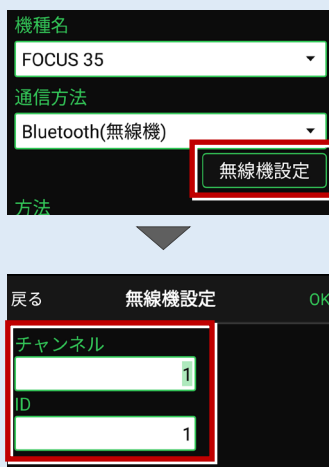 機種名
FOCUS 35
通信方法
Bluetooth(無線機)
無線機設定
方法
戻る 無線機設定 OK
チャンネル
1
ID
1